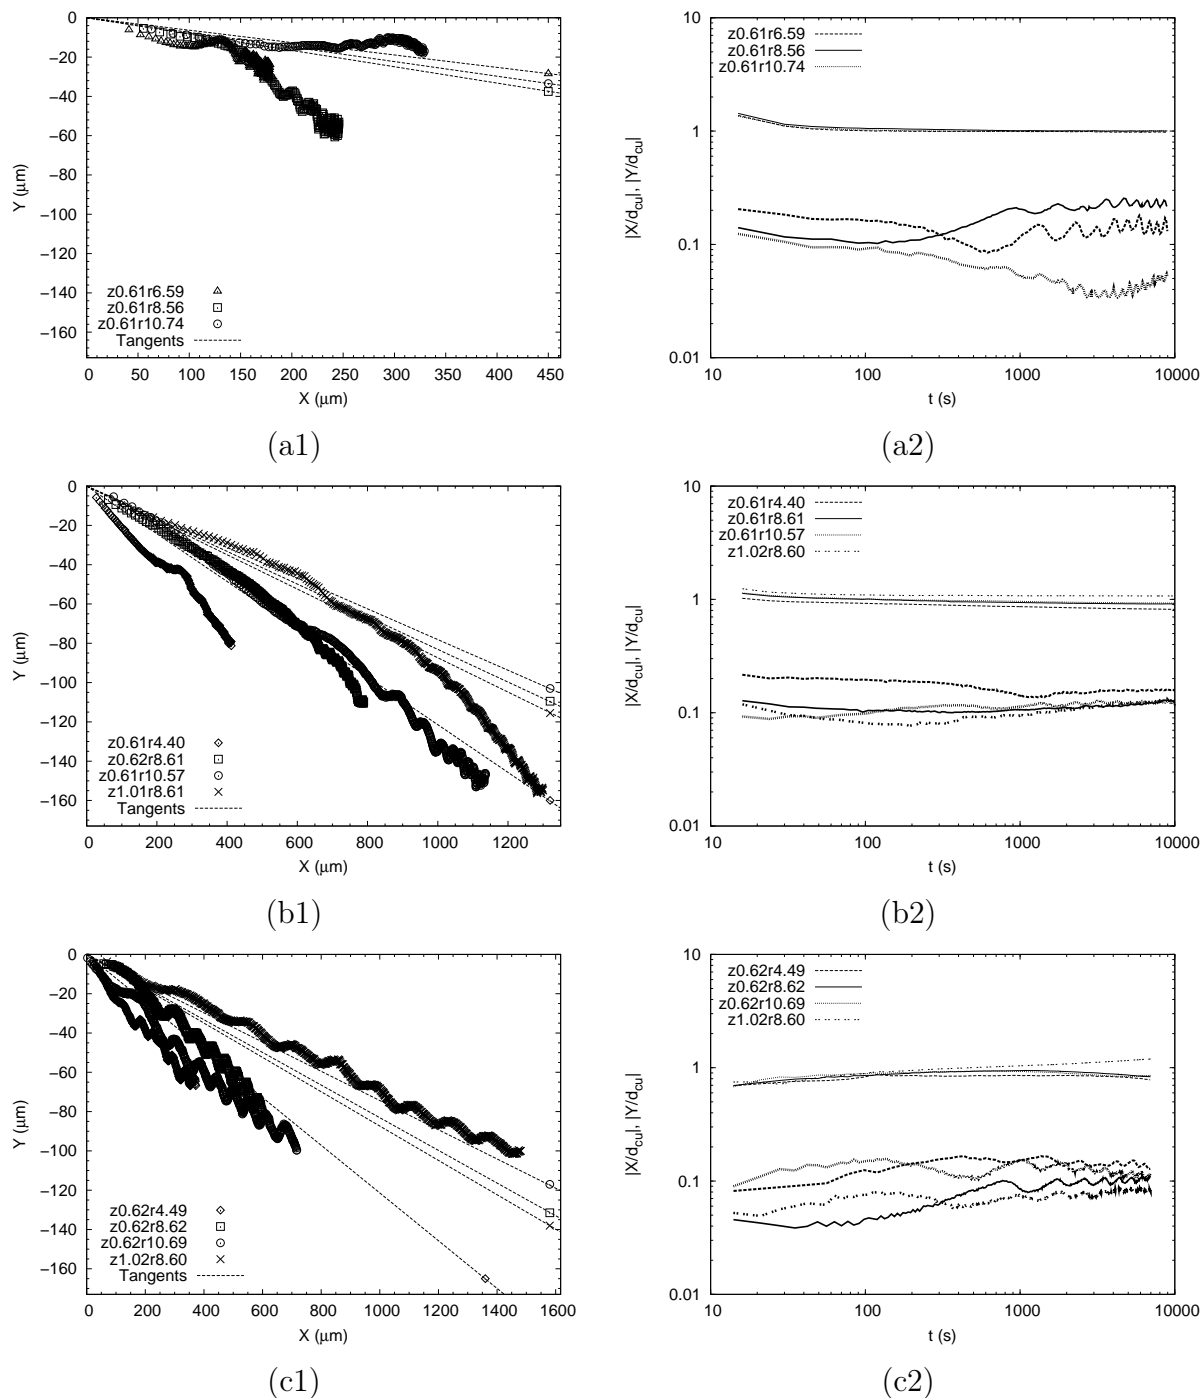 0
−20
−40
−60
−80
−100
−120
−140
−160
Y (μm)
z0.61r6.59
z0.61r8.56
z0.61r10.74
Tangents
0 50 100 150 200 250 300 350 400 450
X (μm)
(a1)
10
1
0.1
0.01
|X/d_cu|, |Y/d_cu|
z0.61r6.59
z0.61r8.56
z0.61r10.74
10 100 1000 10000
t (s)
(a2)
0
−20
−40
−60
−80
−100
−120
−140
−160
Y (μm)
z0.61r4.40
z0.62r8.61
z0.61r10.57
z1.01r8.61
Tangents
0 200 400 600 800 1000 1200
X (μm)
(b1)
10
1
0.1
0.01
|X/d_cu|, |Y/d_cu|
z0.61r4.40
z0.61r8.61
z0.61r10.57
z1.02r8.60
10 100 1000 10000
t (s)
(b2)
0
−20
−40
−60
−80
−100
−120
−140
−160
Y (μm)
z0.62r4.49
z0.62r8.62
z0.62r10.69
z1.02r8.60
Tangents
0 200 400 600 800 1000 1200 1400 1600
X (μm)
(c1)
10
1
0.1
0.01
|X/d_cu|, |Y/d_cu|
z0.62r4.49
z0.62r8.62
z0.62r10.69
z1.02r8.60
10 100 1000 10000
t (s)
(c2)